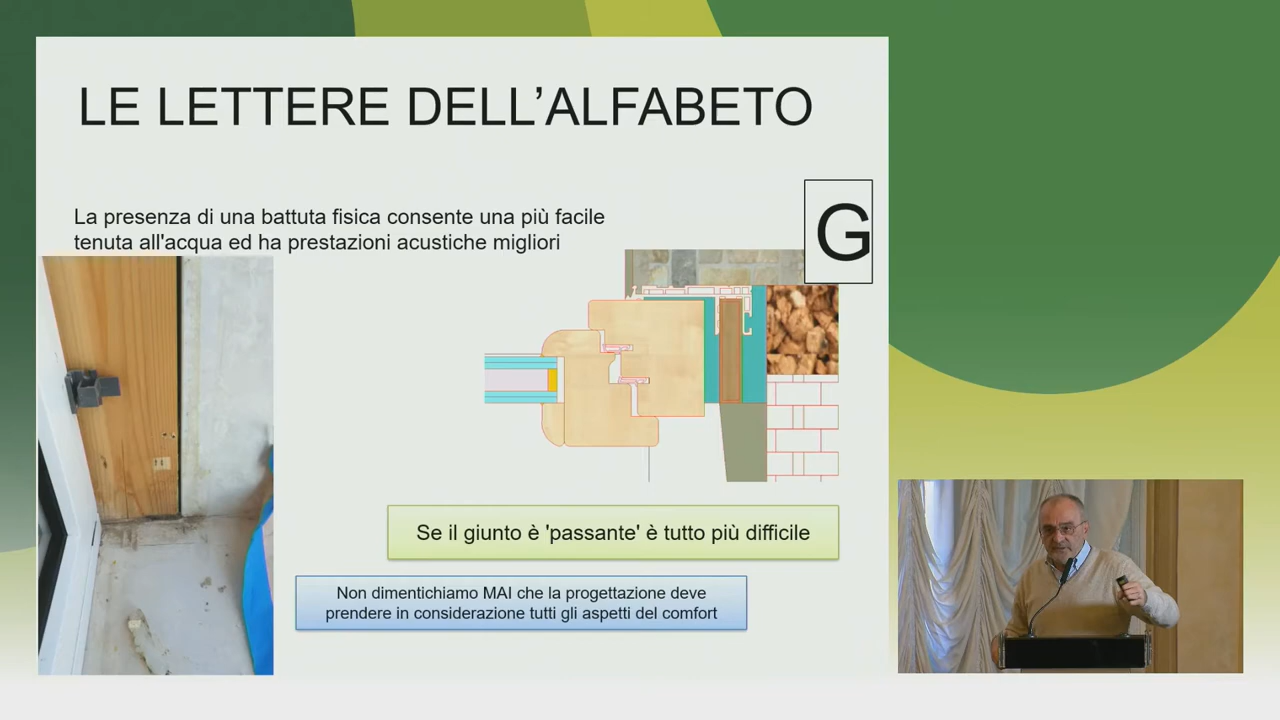 LE LETTERE DELL’ALFABETO
G
La presenza di una battuta fisica consente una più facile
tenuta all'acqua ed ha prestazioni acustiche migliori
Se il giunto è 'passante' è tutto più difficile
Non dimentichiamo MAI che la progettazione deve
prendere in considerazione tutti gli aspetti del comfort